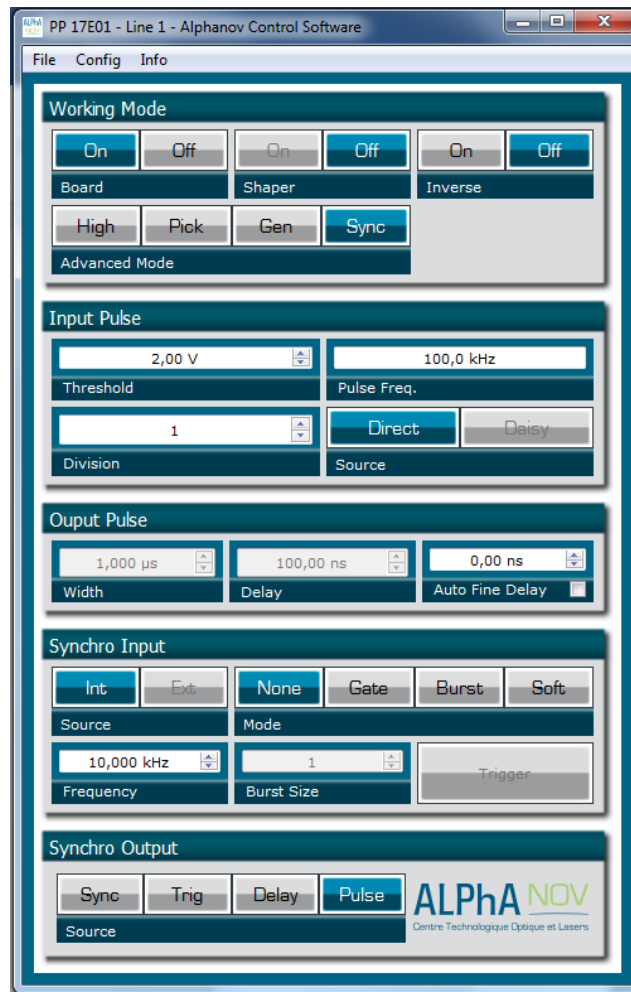 PP 17E01 - Line 1 - Alphanov Control Software
File Config Info
Working Mode
On Off On Off On Off
Board Shaper Inverse
High Pick Gen Sync
Advanced Mode
Input Pulse
2,00 V 100,0 kHz
Threshold Pulse Freq.
1 Direct Daisy
Division Source
Ouput Pulse
1,000 µs 100,00 ns 0,00 ns
Width Delay Auto Fine Delay
Synchro Input
Int Ext None Gate Burst Soft
Source Mode
10,000 kHz 1 Trigger
Frequency Burst Size
Synchro Output
Sync Trig Delay Pulse
Source
ALPhA NOV
Centre Technologique Optique et Lasers